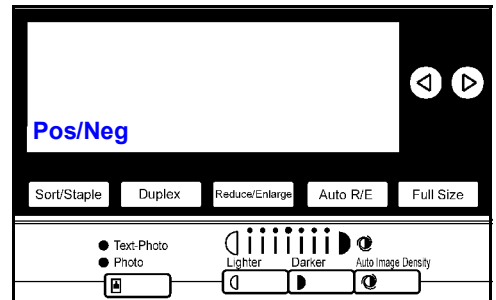 Pos/Neg
Sort/Staple Duplex Reduce/Enlarge Auto R/E Full Size
Text-Photo
Photo
Lighter Darker Auto Image Density